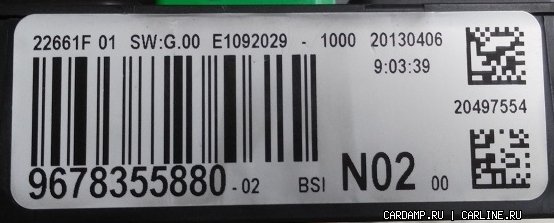 22661F 01 SW:G.00 E1092029 - 1000 20130406
9:03:39
20497554
9678355880-02 BSI N02 00
CARDAMP.RU | CARLINE.RU